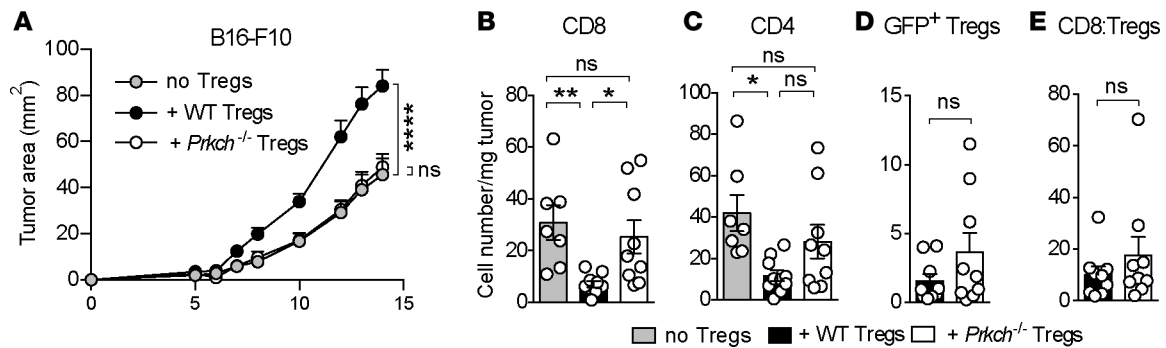 A
B16-F10
Tumor area (mm²)
100
80
60
40
20
0
0
5
10
15
no Tregs
+ WT Tregs
+ Prkch-/- Tregs
****
ns
B
CD8
Cell number/mg tumor
80
60
40
20
0
ns
**
*
C
CD4
100
80
60
40
20
0
ns
*
ns
D
GFP+ Tregs
15
10
5
0
ns
E
CD8:Tregs
80
60
40
20
0
ns
no Tregs
+ WT Tregs
+ Prkch-/- Tregs